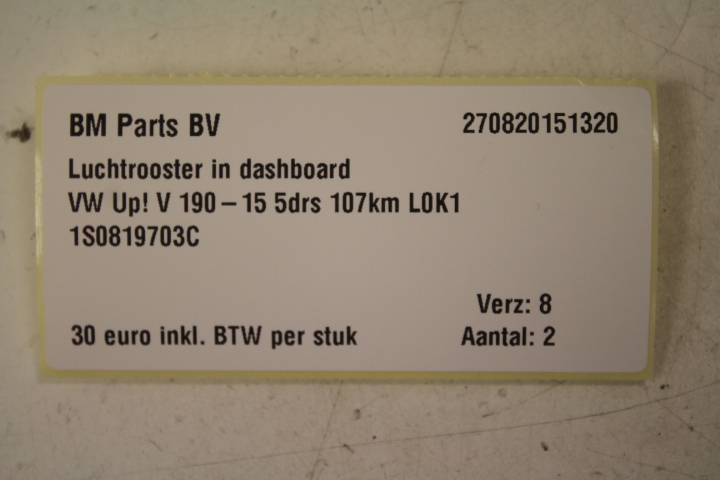 BM Parts BV 270820151320
Luchtrooster in dashboard
VW Up! V 190 – 15 5drs 107km L0K1
1S0819703C
Verz: 8
30 euro inkl. BTW per stuk Aantal: 2